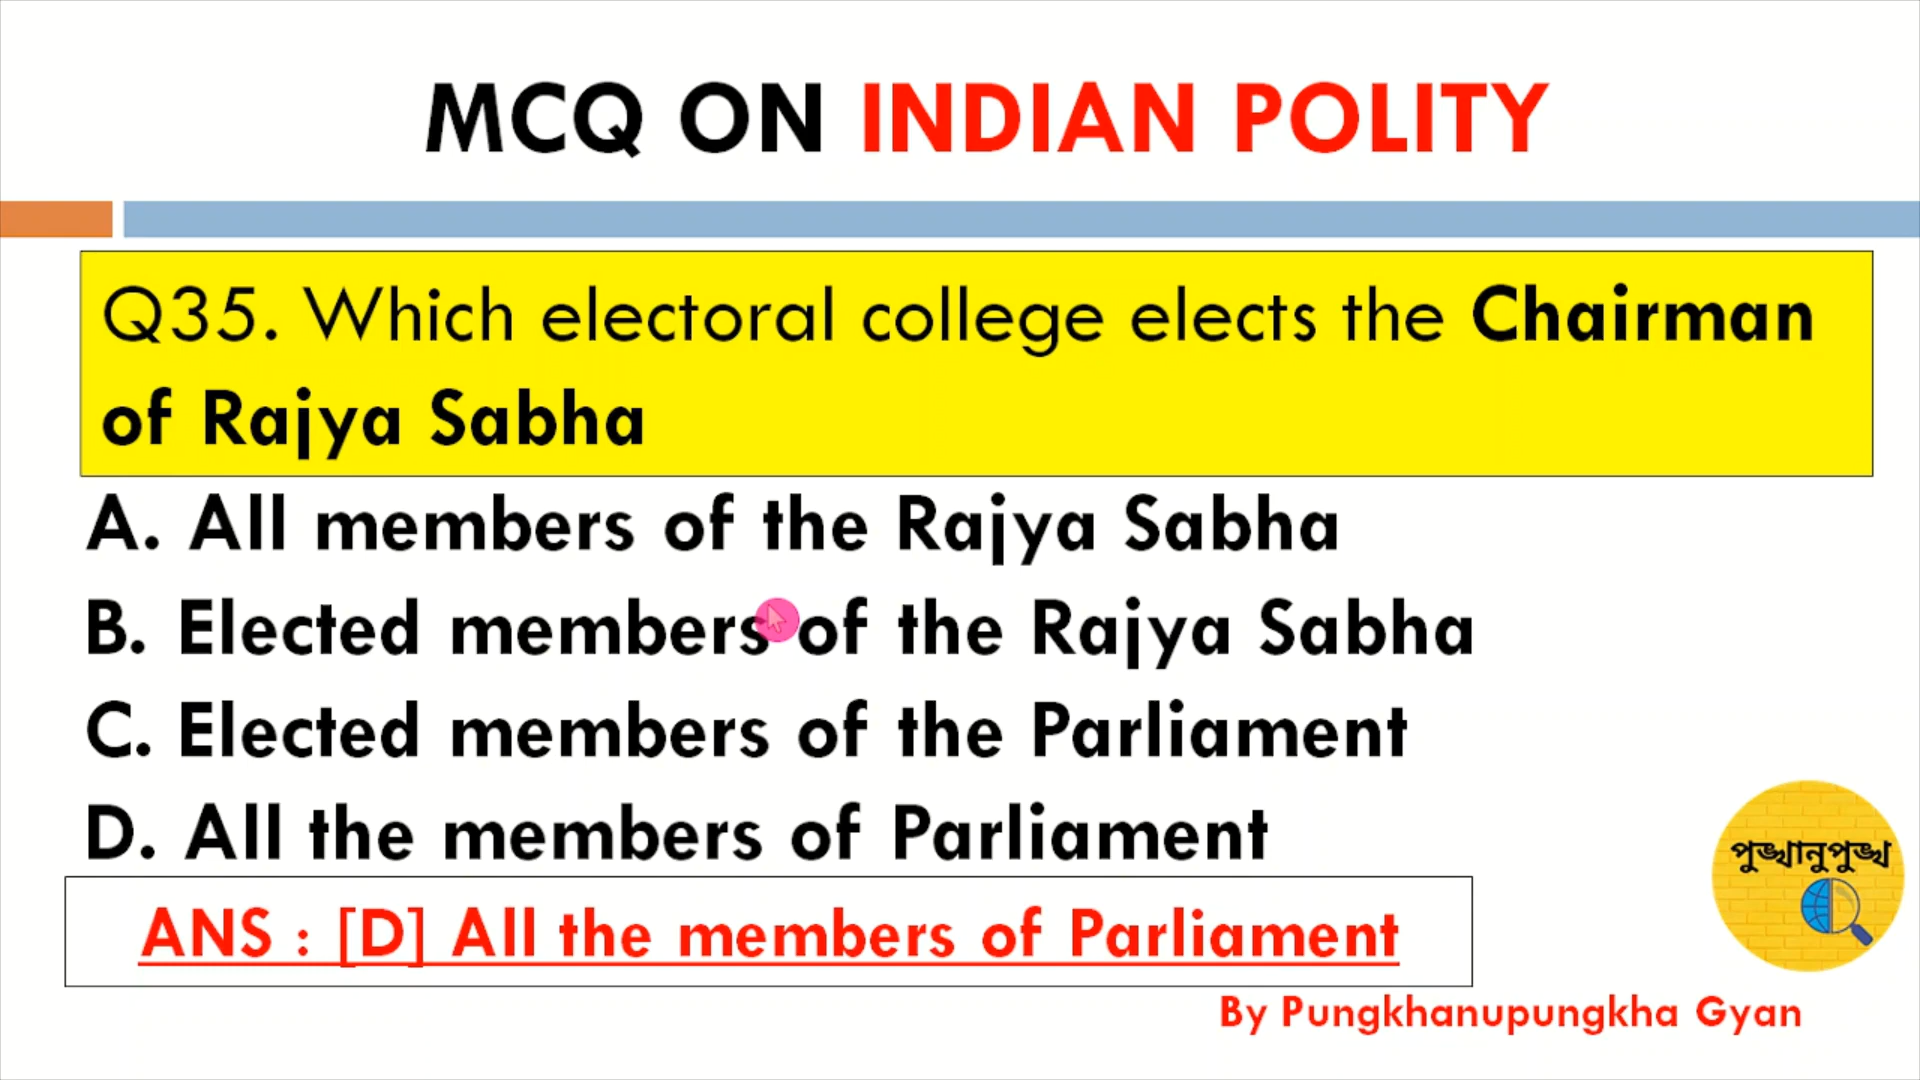 MCQ ON INDIAN POLITY
Q35. Which electoral college elects the Chairman
of Rajya Sabha
A. All members of the Rajya Sabha
B. Elected members of the Rajya Sabha
C. Elected members of the Parliament
D. All the members of Parliament
ANS : [D] All the members of Parliament
পুঙ্খানুপুঙ্খ
By Pungkhanupungkha Gyan